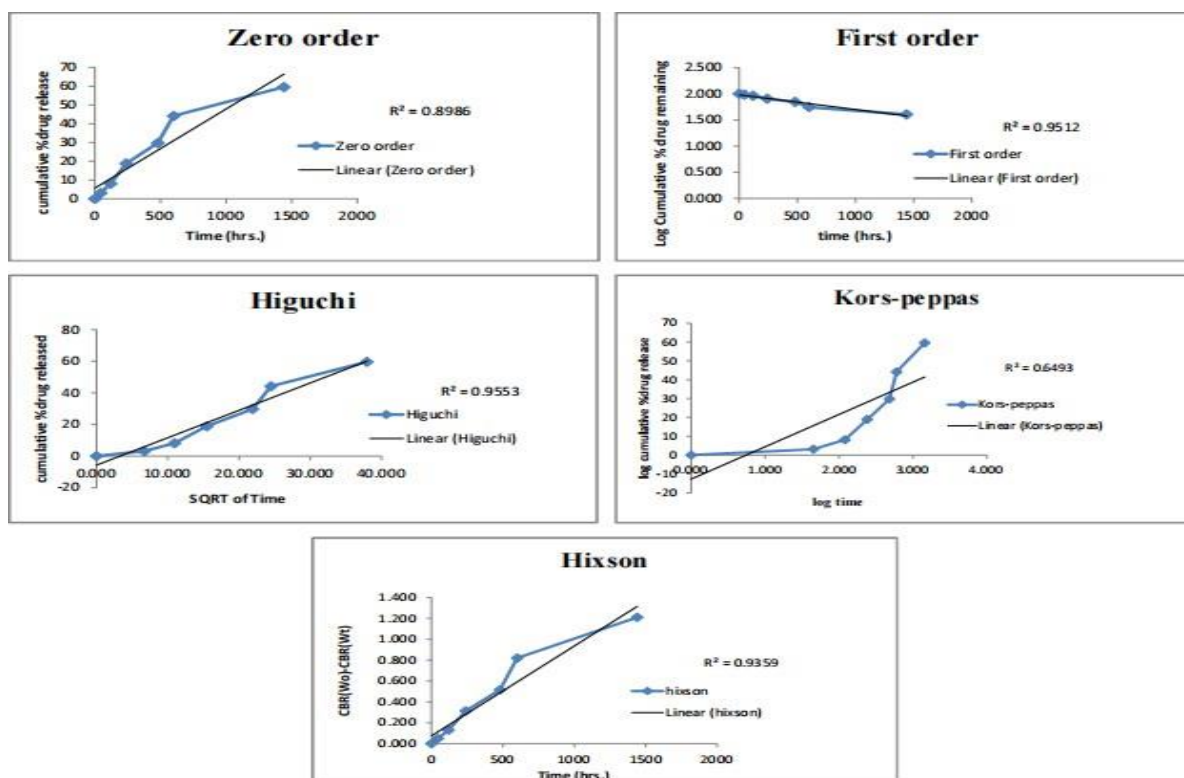 Zero order
cumulative %drug release
70
60
50
40
30
20
10
0
R² = 0.8986
Zero order
Linear (Zero order)
0 500 1000 1500 2000
Time (hrs.)
First order
Log Cumulative % drug remaining
2.500
2.000
1.500
1.000
0.500
0.000
R² = 0.9512
First order
Linear (First order)
0 500 1000 1500 2000
time (hrs.)
Higuchi
cumulative %drug released
80
60
40
20
0
-20
R² = 0.9553
Higuchi
Linear (Higuchi)
0.000 10.000 20.000 30.000 40.000
SQRT of Time
Kors-peppas
log cumulative %drug release
70
60
50
40
30
20
10
0
-10
-20
R² = 0.6493
Kors-peppas
Linear (Kors-peppas)
0.000 1.000 2.000 3.000 4.000
log time
Hixson
CBR(Wo)-CBR(Wt)
1.400
1.200
1.000
0.800
0.600
0.400
0.200
0.000
R² = 0.9359
hixson
Linear (hixson)
0 500 1000 1500 2000
Time (hrs.)